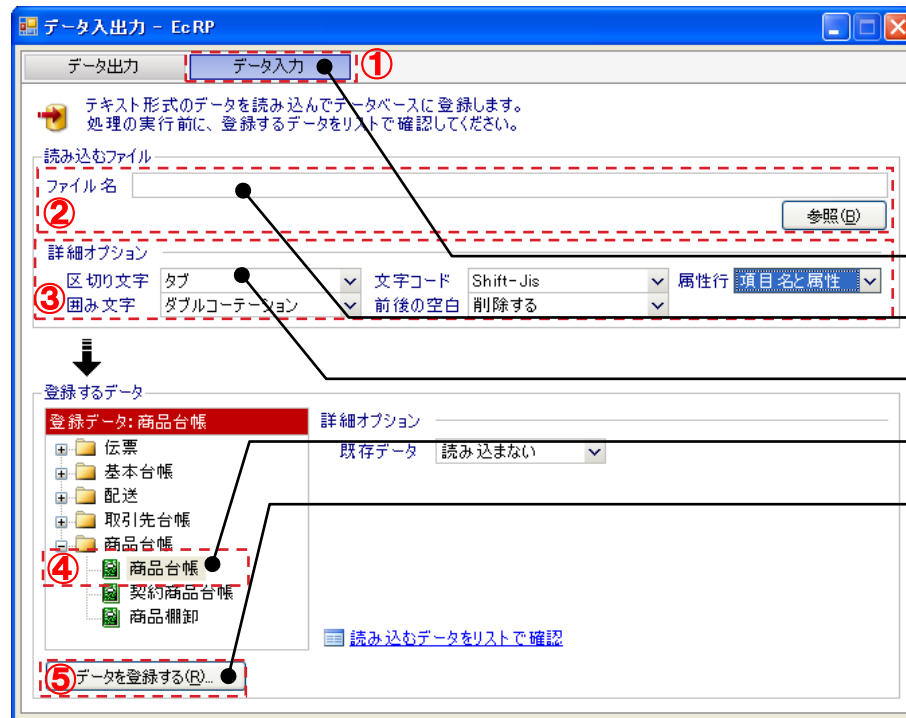 データ入出力 - EcRP
データ出力 データ入力 ①
テキスト形式のデータを読み込んでデータベースに登録します。
処理の実行前に、登録するデータをリストで確認してください。
読み込むファイル
ファイル名
② 参照(B)
詳細オプション
区切り文字 タブ 文字コード Shift-Jis 属性行 項目名と属性
③ 囲み文字 ダブルコーテーション 前後の空白 削除する
登録するデータ
登録データ: 商品台帳 詳細オプション
伝票 既存データ 読み込まない
基本台帳
配送
取引先台帳
商品台帳
④ 商品台帳
契約商品台帳
商品棚卸
読み込むデータをリストで確認
⑤ データを登録する(R)...